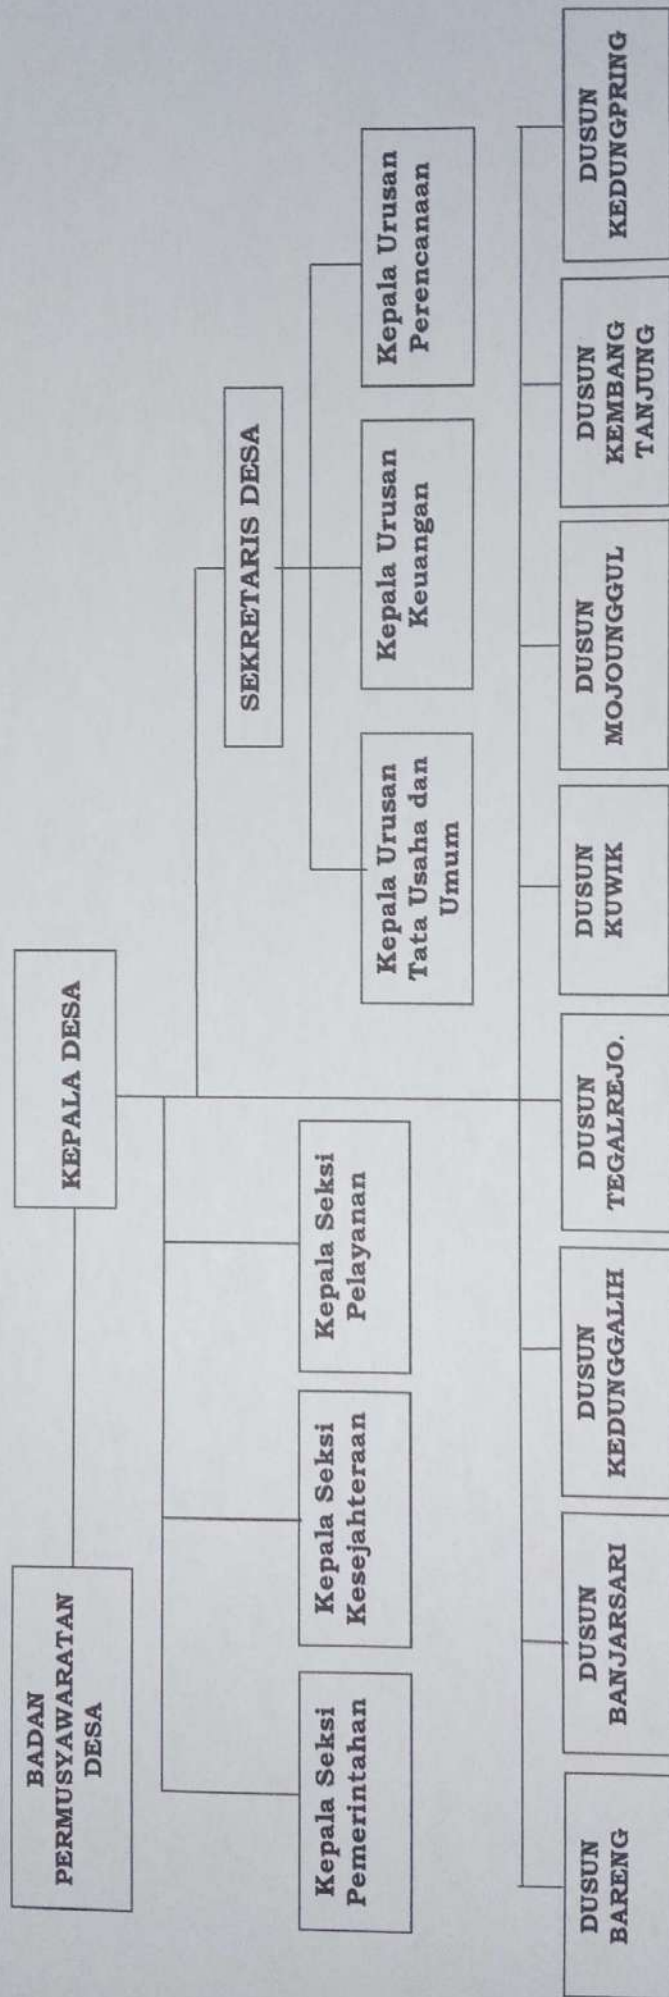 BADAN
PERMUSYAWARATAN
DESA
KEPALA DESA
SEKRETARIS DESA
Kepala Seksi
Pemerintahan
Kepala Seksi
Kesejahteraan
Kepala Seksi
Pelayanan
Kepala Urusan
Tata Usaha dan
Umum
Kepala Urusan
Keuangan
Kepala Urusan
Perencanaan
DUSUN
BARENG
DUSUN
BANJARSARI
DUSUN
KEDUNGGALIH
DUSUN
TEGALREJO.
DUSUN
KUWIK
DUSUN
MOJOUNGGUL
DUSUN
KEMBANG
TANJUNG
DUSUN
KEDUNGPRING